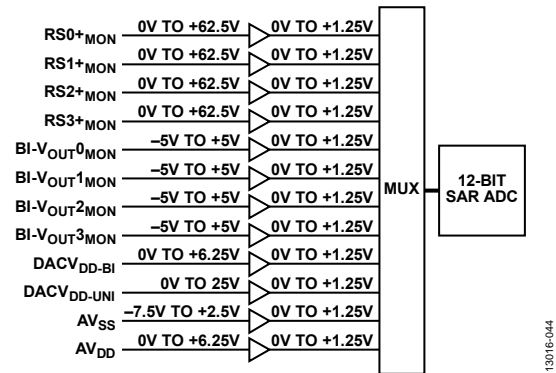 RS0+MON 0V TO +62.5V 0V TO +1.25V
RS1+MON 0V TO +62.5V 0V TO +1.25V
RS2+MON 0V TO +62.5V 0V TO +1.25V
RS3+MON 0V TO +62.5V 0V TO +1.25V
BI-VOUT0MON –5V TO +5V 0V TO +1.25V
BI-VOUT1MON –5V TO +5V 0V TO +1.25V
BI-VOUT2MON –5V TO +5V 0V TO +1.25V
BI-VOUT3MON –5V TO +5V 0V TO +1.25V
DACVDD-BI 0V TO +6.25V 0V TO +1.25V
DACVDD-UNI 0V TO 25V 0V TO +1.25V
AVSS –7.5V TO +2.5V 0V TO +1.25V
AVDD 0V TO +6.25V 0V TO +1.25V
MUX
12-BIT
SAR ADC
13016-044